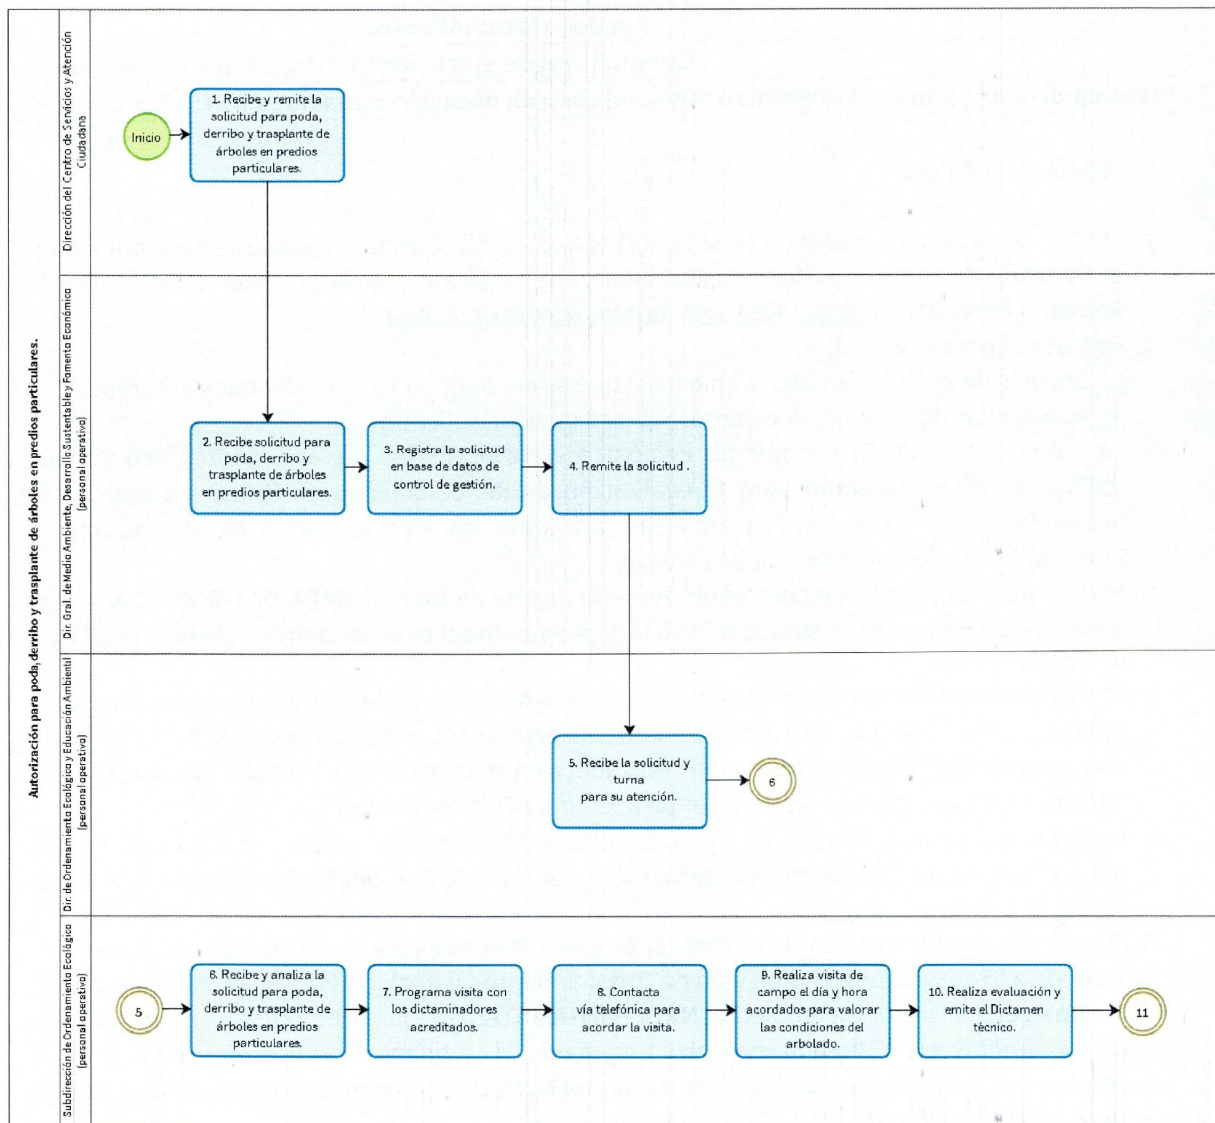 Autorización para poda, derribo y trasplante de árboles en predios particulares.
Dirección del Centro de Servicios y Atención
Ciudadana
Inicio
1. Recibe y remite la
solicitud para poda,
derribo y trasplante de
árboles en predios
particulares.
Dir. Gral. de Medio Ambiente, Desarrollo Sustentable y Fomento Económico
(personal operativo)
2. Recibe solicitud para
poda, derribo y
trasplante de árboles
en predios particulares.
3. Registra la solicitud
en base de datos de
control de gestión.
4. Remite la solicitud .
Dir. de Ordenamiento Ecológico y Educación Ambiental
(personal operativo)
5. Recibe la solicitud y
turna
para su atención.
6
Subdirección de Ordenamiento Ecológico
(personal operativo)
5
6. Recibe y analiza la
solicitud para poda,
derribo y trasplante de
árboles en predios
particulares.
7. Programa visita con
los dictaminadores
acreditados.
8. Contacta
vía telefónica para
acordar la visita.
9. Realiza visita de
campo el día y hora
acordados para valorar
las condiciones del
arbolado.
10. Realiza evaluación y
emite el Dictamen
técnico.
11